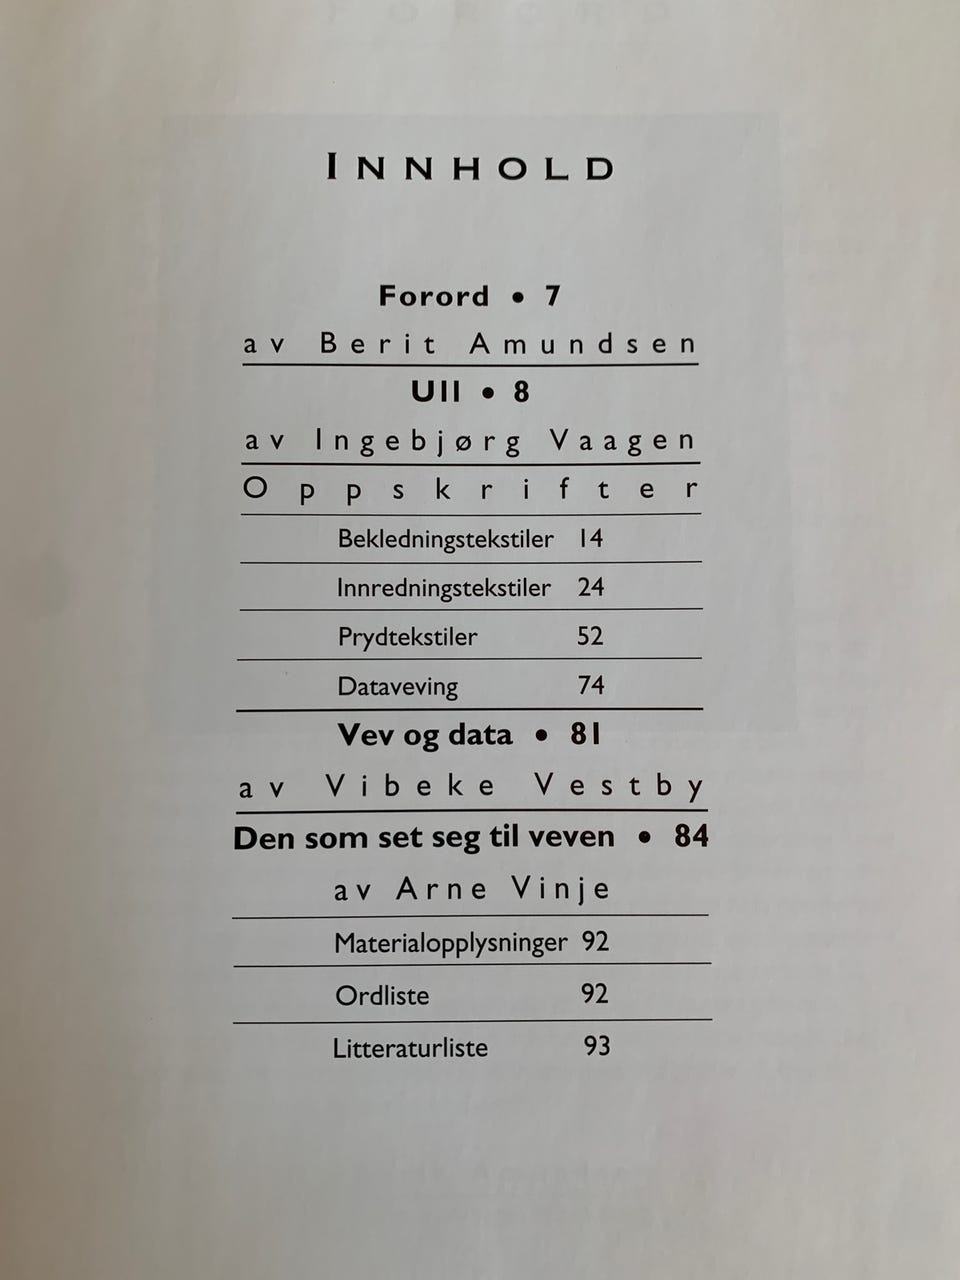 INNHOLD
Forord • 7
av Berit Amundsen
Ull • 8
av Ingebjørg Vaagen
Oppskrifter
Bekledningstekstiler 14
Innredningstekstiler 24
Prydtekstiler 52
Dataveving 74
Vev og data • 81
av Vibeke Vestby
Den som set seg til veven • 84
av Arne Vinje
Materialopplysninger 92
Ordliste 92
Litteraturliste 93